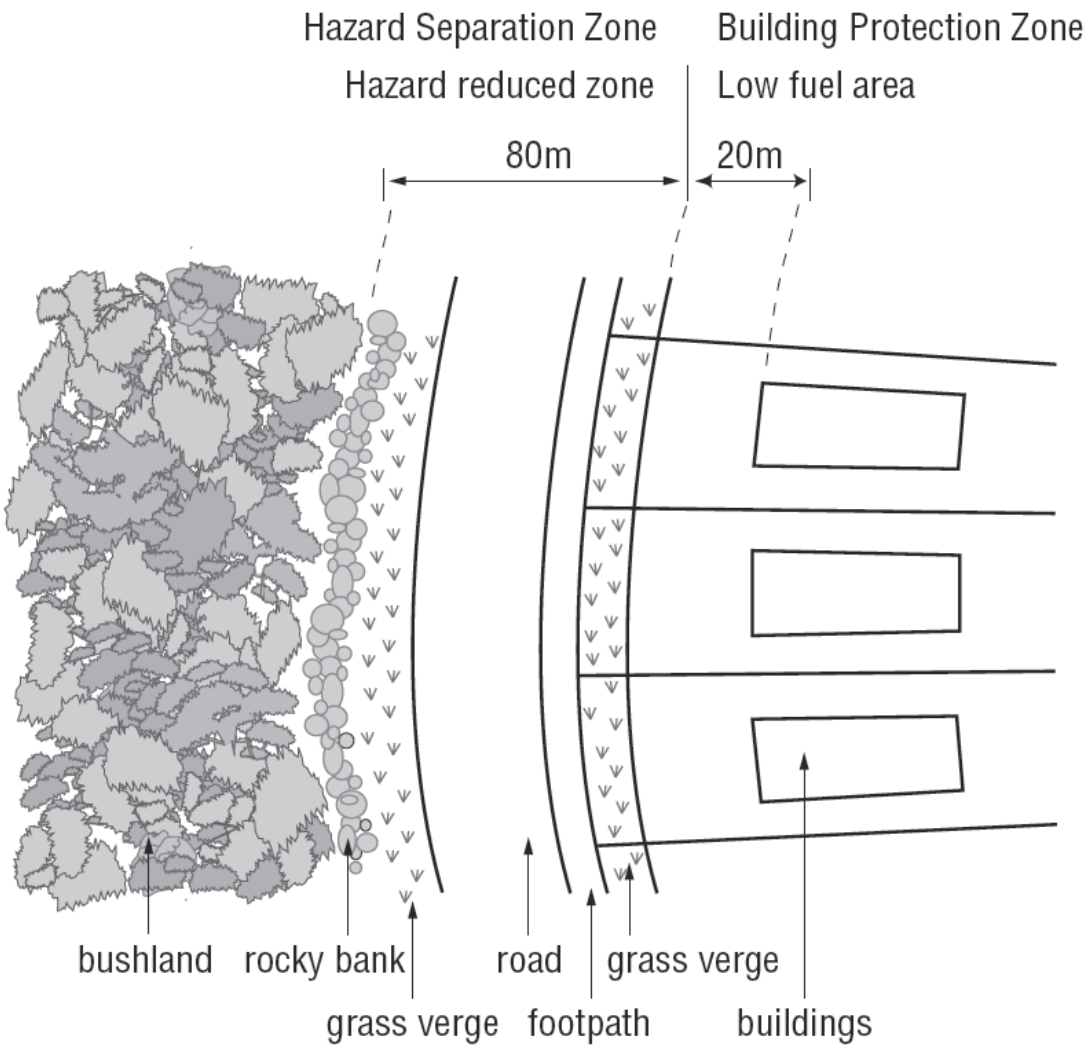 Hazard Separation Zone
Building Protection Zone
Hazard reduced zone
Low fuel area
80m
20m
bushland
rocky bank
road
grass verge
grass verge
footpath
buildings